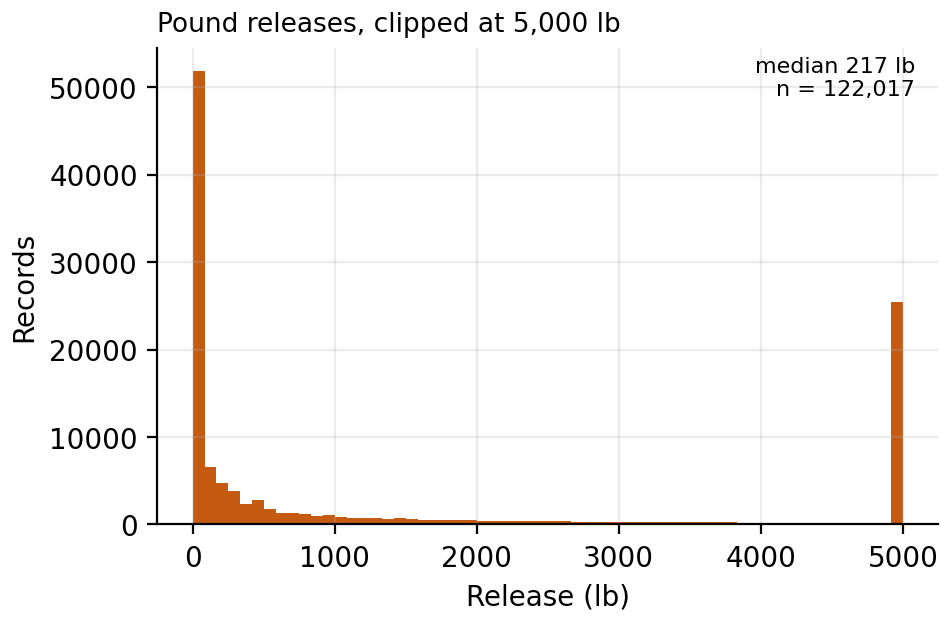 Pound releases, clipped at 5,000 lb
median 217 lb
n = 122,017
50000
40000
30000
20000
10000
0
Records
0 1000 2000 3000 4000 5000
Release (lb)